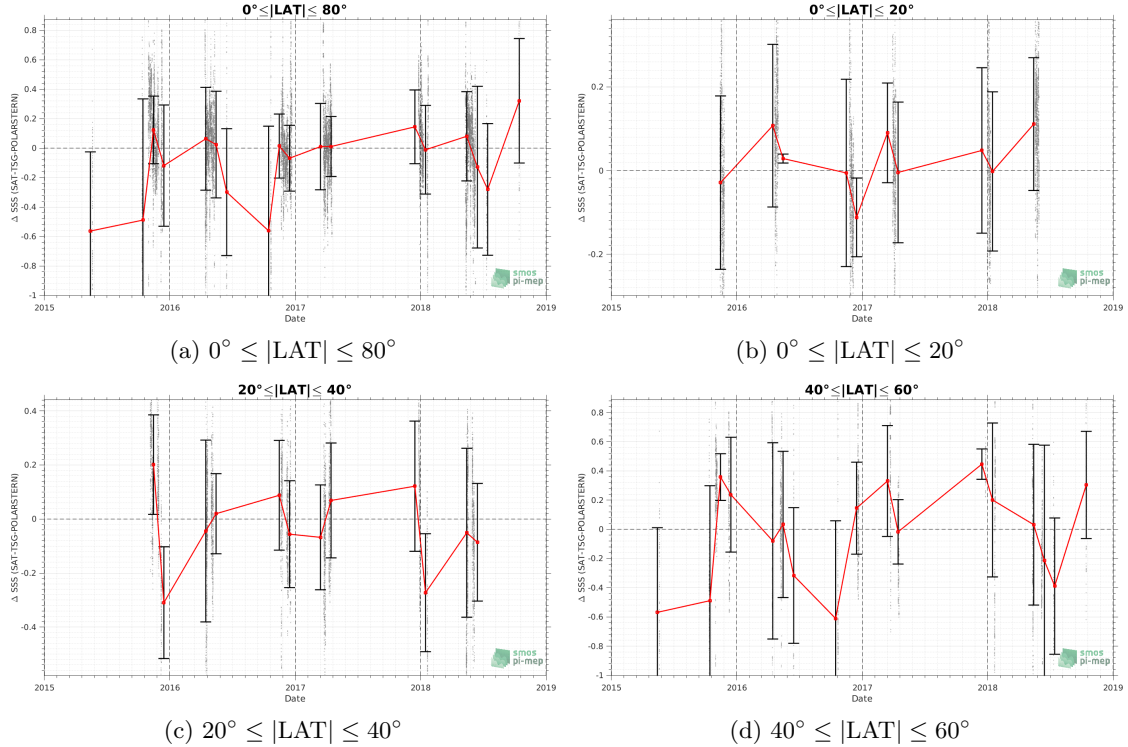 0°≤|LAT|≤ 80°
Δ SSS (SAT-TSG-POLARSTERN)
0.8
0.6
0.4
0.2
0
-0.2
-0.4
-0.6
-0.8
-1
2015 2016 2017 2018 2019
Date
smos
pi-mep
(a) 0° ≤ |LAT| ≤ 80°
0°≤|LAT|≤ 20°
Δ SSS (SAT-TSG-POLARSTERN)
0.2
0
-0.2
2015 2016 2017 2018 2019
Date
smos
pi-mep
(b) 0° ≤ |LAT| ≤ 20°
20°≤|LAT|≤ 40°
Δ SSS (SAT-TSG-POLARSTERN)
0.4
0.2
0
-0.2
-0.4
2015 2016 2017 2018 2019
Date
smos
pi-mep
(c) 20° ≤ |LAT| ≤ 40°
40°≤|LAT|≤ 60°
Δ SSS (SAT-TSG-POLARSTERN)
0.8
0.6
0.4
0.2
0
-0.2
-0.4
-0.6
-0.8
-1
2015 2016 2017 2018 2019
Date
smos
pi-mep
(d) 40° ≤ |LAT| ≤ 60°